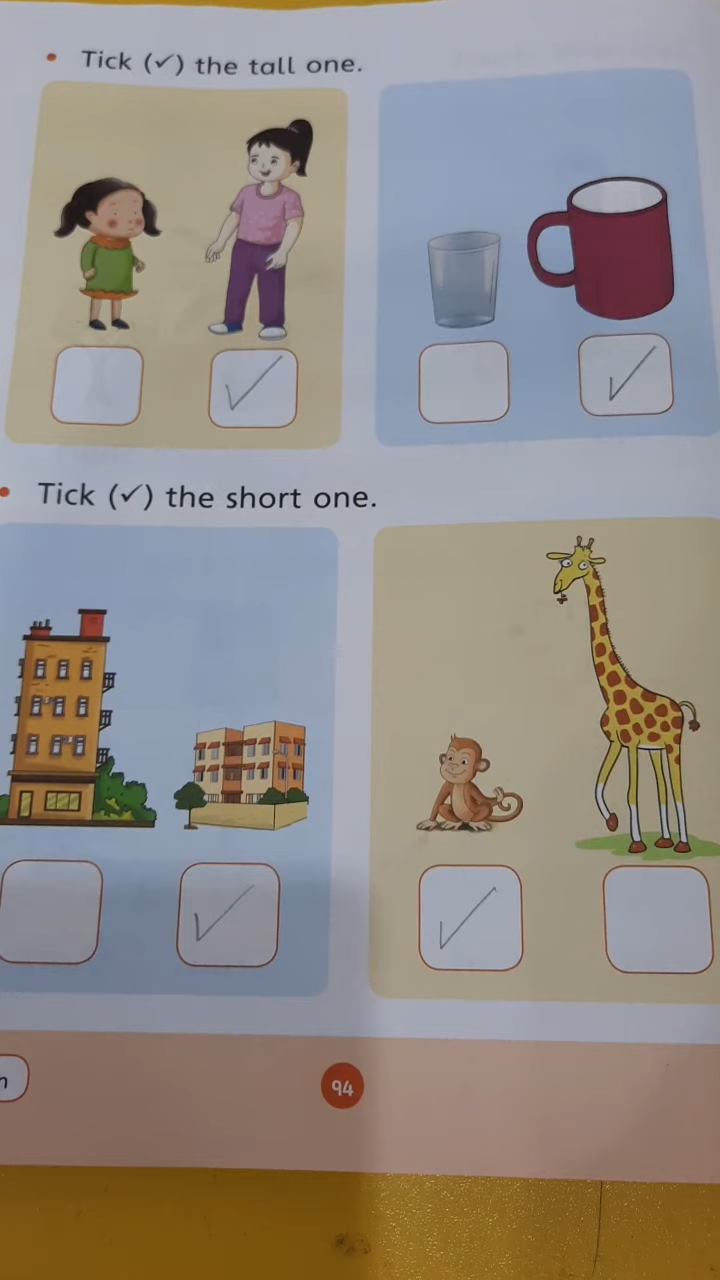 • Tick (✓) the tall one.
✓ ✓
• Tick (✓) the short one.
✓ ✓
n
94